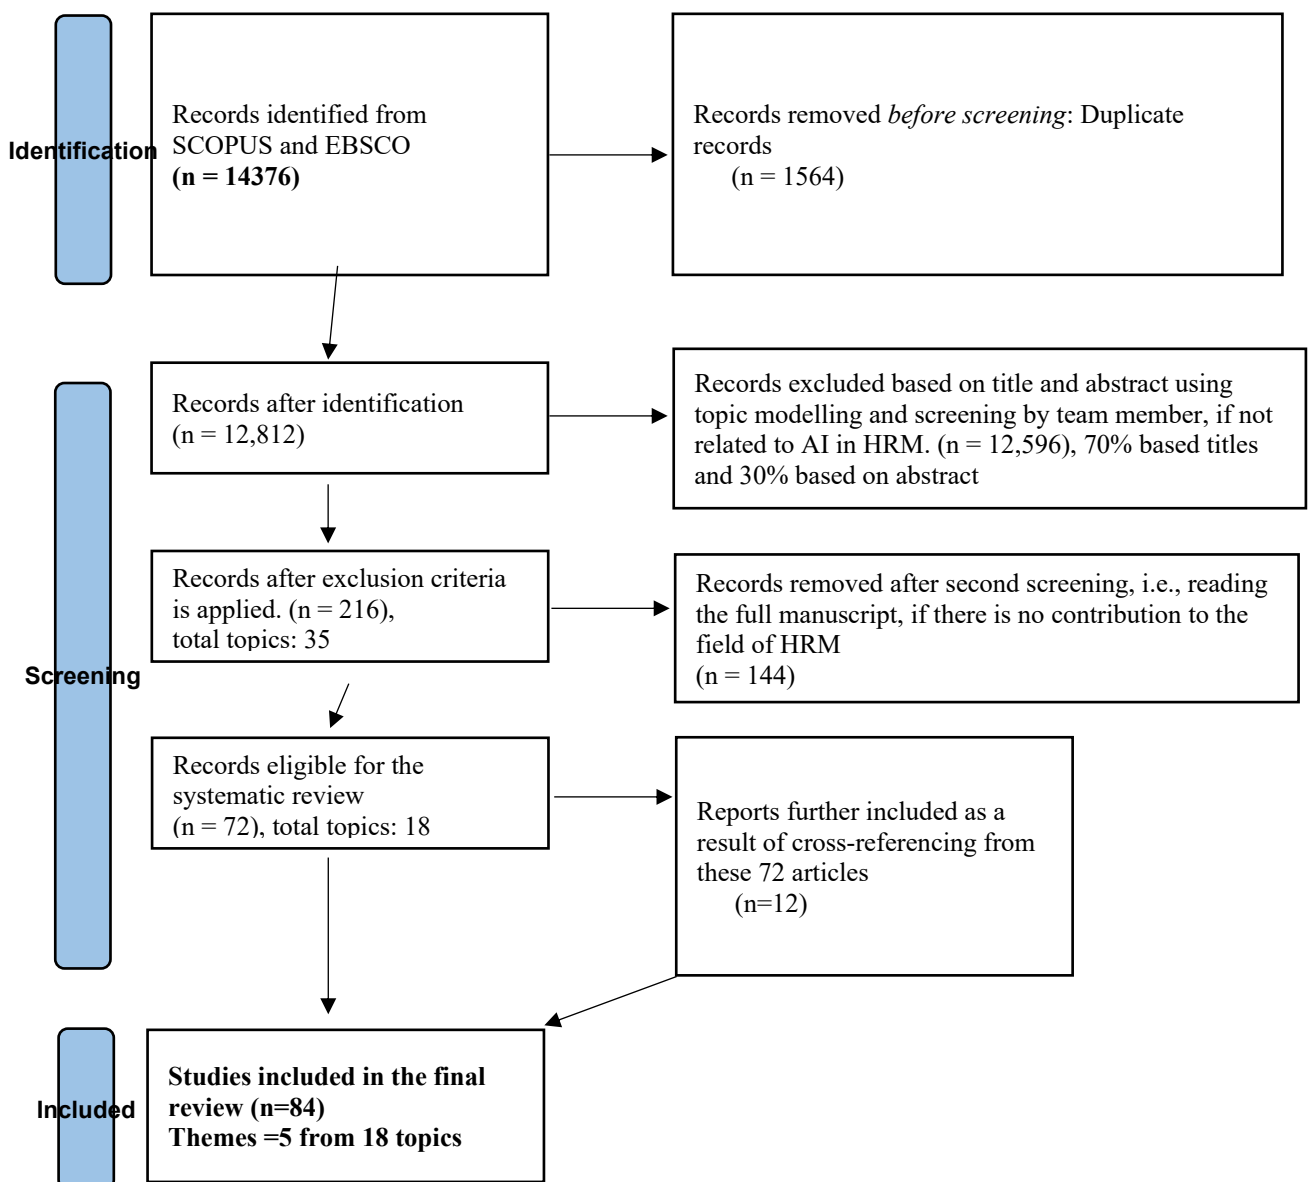 Identification
Records identified from
SCOPUS and EBSCO
(n = 14376)
Records removed before screening: Duplicate
records
(n = 1564)
Screening
Records after identification
(n = 12,812)
Records excluded based on title and abstract using
topic modelling and screening by team member, if not
related to AI in HRM. (n = 12,596), 70% based titles
and 30% based on abstract
Records after exclusion criteria
is applied. (n = 216),
total topics: 35
Records removed after second screening, i.e., reading
the full manuscript, if there is no contribution to the
field of HRM
(n = 144)
Records eligible for the
systematic review
(n = 72), total topics: 18
Reports further included as a
result of cross-referencing from
these 72 articles
(n=12)
Included
Studies included in the final
review (n=84)
Themes =5 from 18 topics